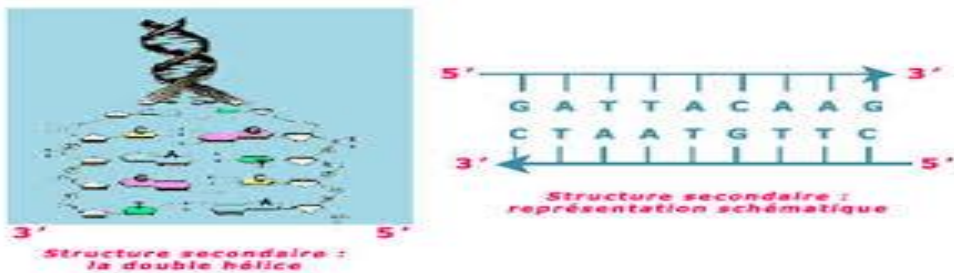 C G
A T
G C
T A
3' 5'
Structure secondaire :
la double hélice
5' 3'
G A T T A C A A G
C T A A T G T T C
3' 5'
Structure secondaire :
représentation schématique